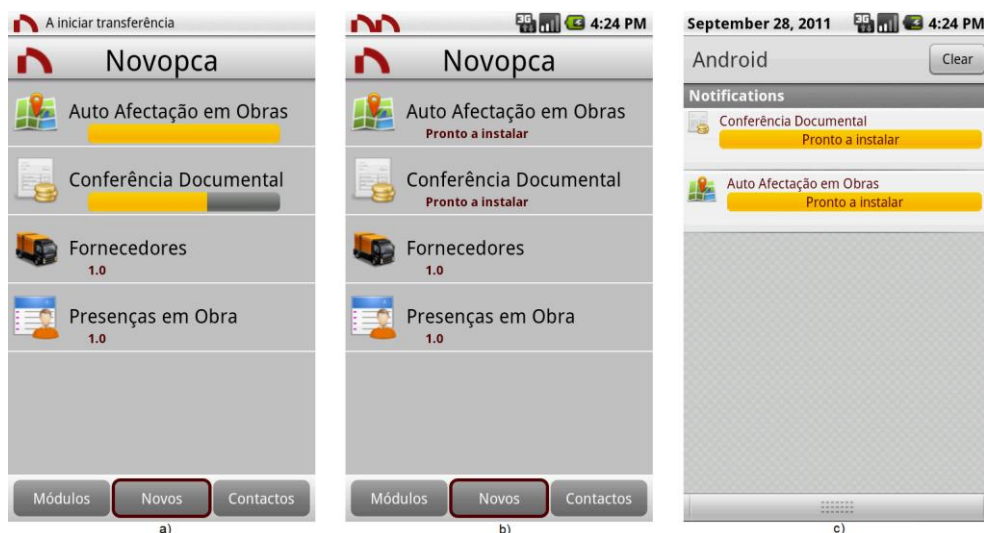 A iniciar transferência
Novopca
Auto Afectação em Obras
Conferência Documental
Fornecedores
1.0
Presenças em Obra
1.0
Módulos
Novos
Contactos
a)
3G
4:24 PM
Novopca
Auto Afectação em Obras
Pronto a instalar
Conferência Documental
Pronto a instalar
Fornecedores
1.0
Presenças em Obra
1.0
Módulos
Novos
Contactos
b)
September 28, 2011
3G
4:24 PM
Android
Clear
Notifications
Conferência Documental
Pronto a instalar
Auto Afectação em Obras
Pronto a instalar
c)